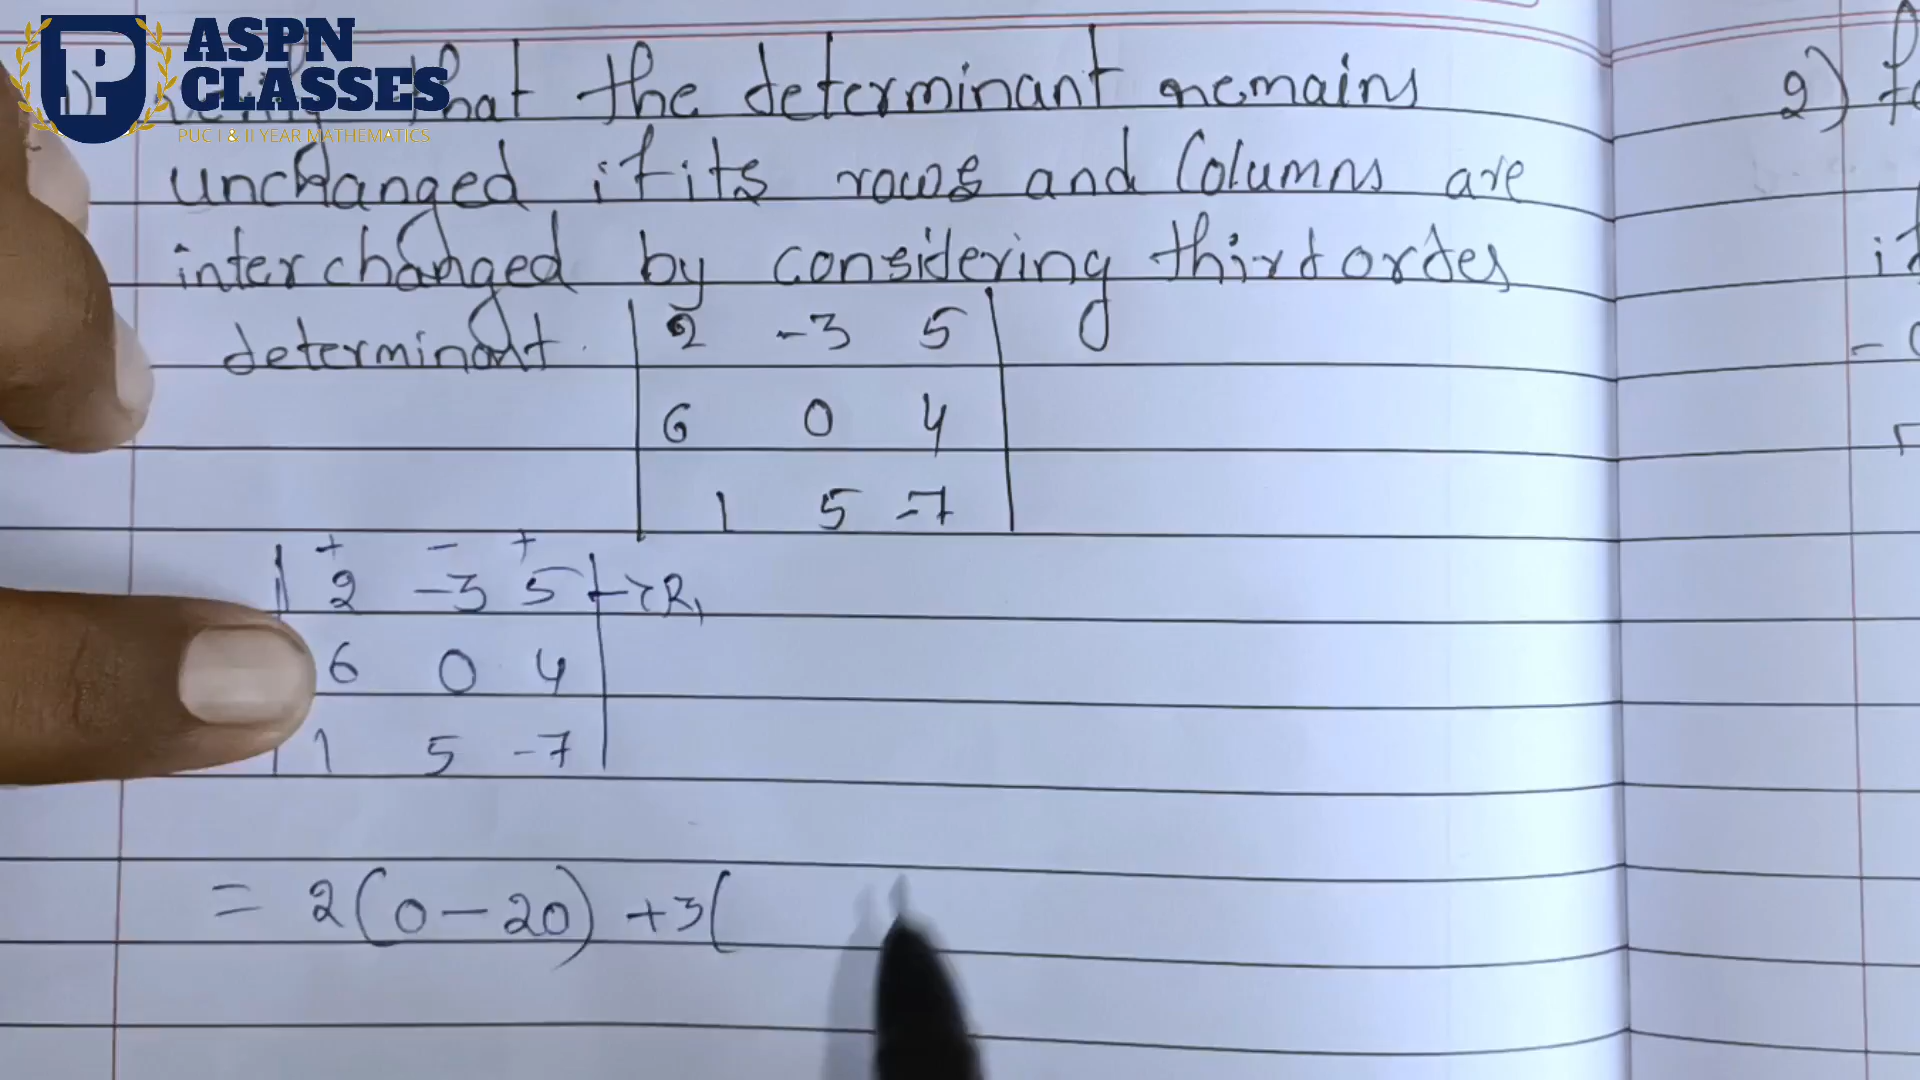 ASPN
CLASSES
PUC I & II YEAR MATHEMATICS
that the determinant remains
unchanged if its rows and Columns are
interchanged by considering third order
determinant.
2 -3 5
6 0 4
1 5 -7
+ - +
2 -3 5 → R₁
6 0 4
1 5 -7
= 2(0-20) +3(
2)